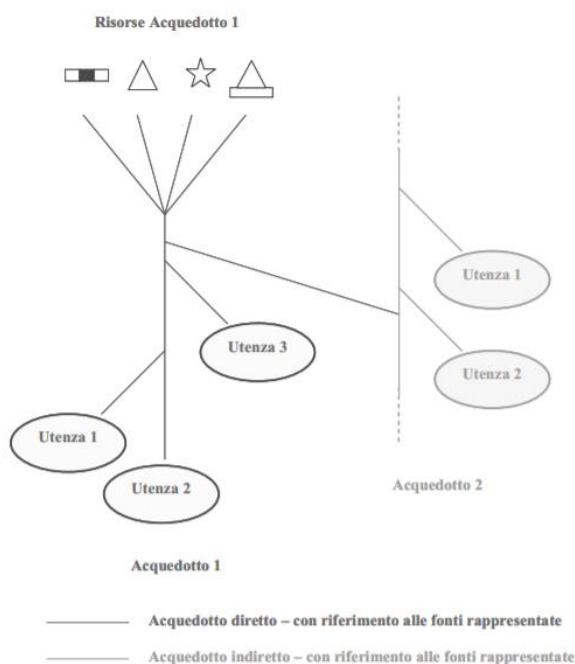 Risorse Acquedotto 1
Utenza 1
Utenza 3
Utenza 2
Utenza 1
Utenza 2
Acquedotto 2
Acquedotto 1
Acquedotto diretto – con riferimento alle fonti rappresentate
Acquedotto indiretto – con riferimento alle fonti rappresentate